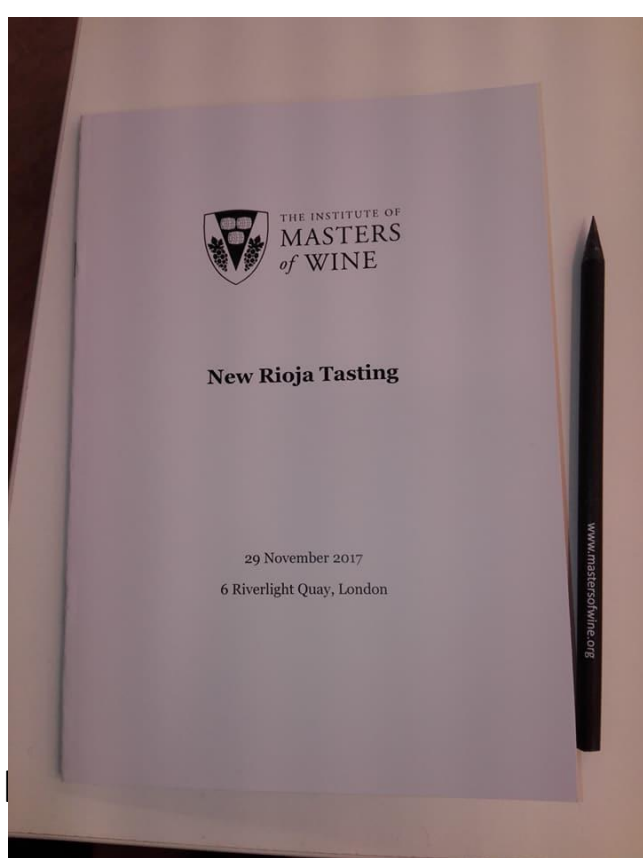 THE INSTITUTE OF
MASTERS
of WINE
New Rioja Tasting
29 November 2017
6 Riverlight Quay, London
www.mastersofwine.org